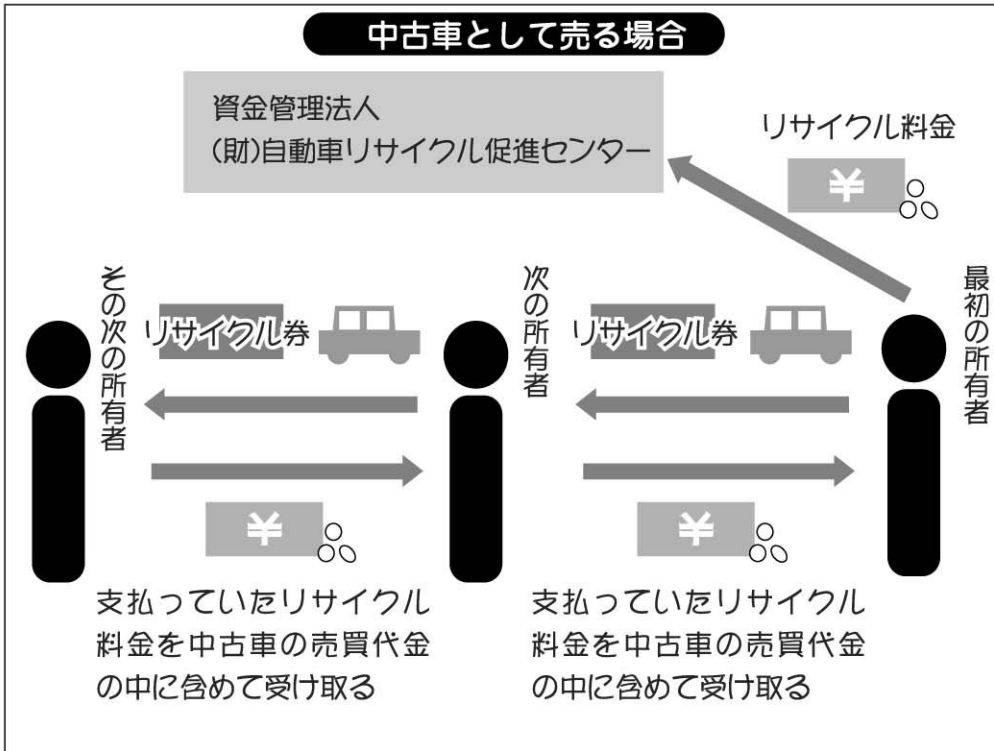 中古車として売る場合
資金管理法人
(財)自動車リサイクル促進センター
リサイクル料金
¥
最初の所有者
リサイクル券
次の所有者
リサイクル券
その次の所有者
¥
支払っていたリサイクル
料金を中古車の売買代金
の中に含めて受け取る
¥
支払っていたリサイクル
料金を中古車の売買代金
の中に含めて受け取る